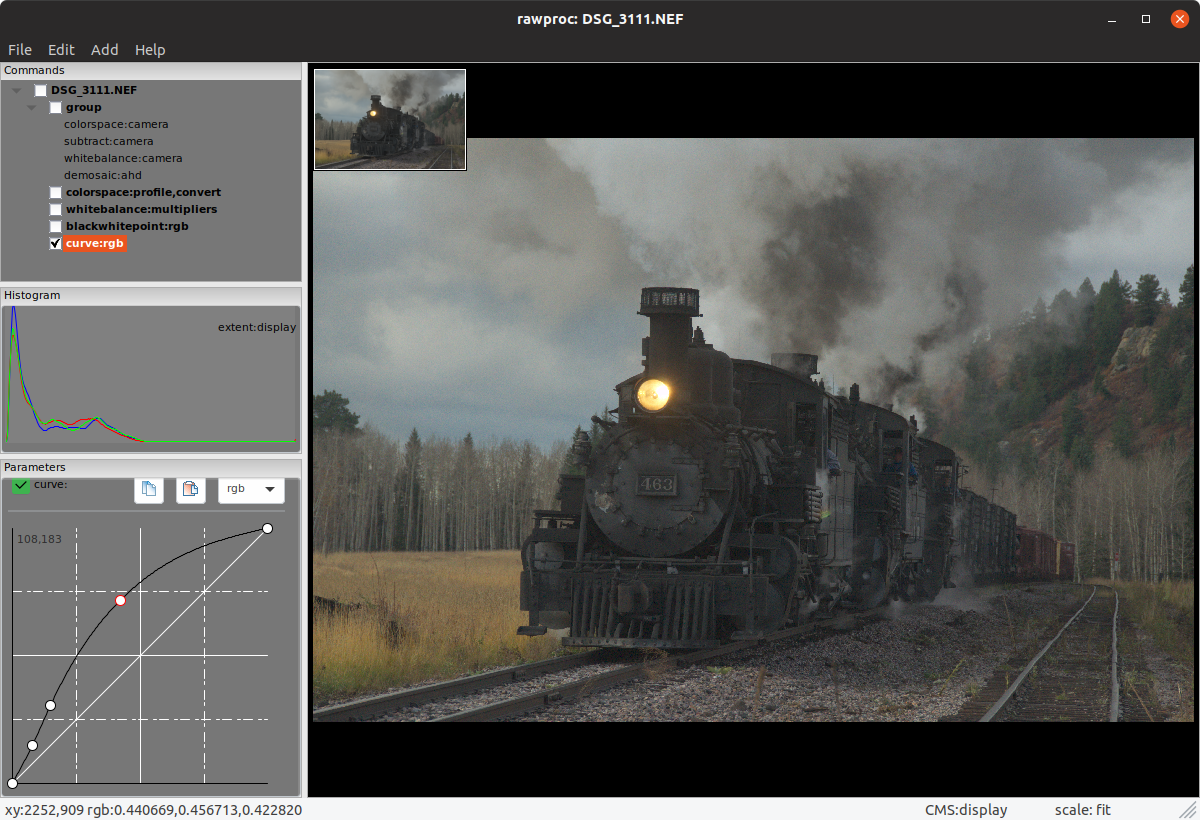 rawproc: DSG_3111.NEF
File Edit Add Help
Commands
DSG_3111.NEF
group
colorspace:camera
subtract:camera
whitebalance:camera
demosaic:ahd
colorspace:profile,convert
whitebalance:multipliers
blackwhitepoint:rgb
curve:rgb
Histogram
extent:display
Parameters
curve:
rgb
108,183
463
xy:2252,909 rgb:0.440669,0.456713,0.422820
CMS:display
scale: fit